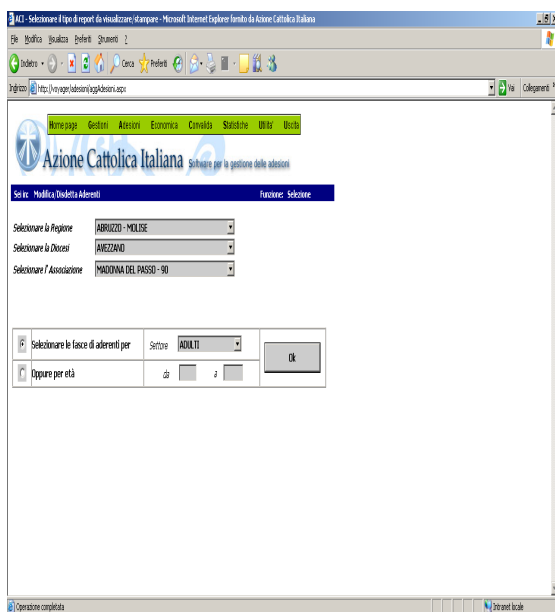 ACI - Selezionare il tipo di report da visualizzare/stampare - Microsoft Internet Explorer fornito da Azione Cattolica Italiana
File Modifica Visualizza Preferiti Strumenti ?
Indietro Cerca Preferiti
Indirizzo http://voyager/adesioni/aggAdesioni.aspx Vai Collegamenti
Home page Gestioni Adesioni Economica Convalida Statistiche Utilita' Uscita
Azione Cattolica Italiana Software per la gestione delle adesioni
Sei in: Modifica/Disdetta Aderenti Funzione: Selezione
Selezionare la Regione ABRUZZO - MOLISE
Selezionare la Diocesi AVEZZANO
Selezionare l' Associazione MADONNA DEL PASSO - 90
Selezionare le fasce di aderenti per Settore ADULTI Ok
Oppure per età da a
Operazione completata Intranet locale